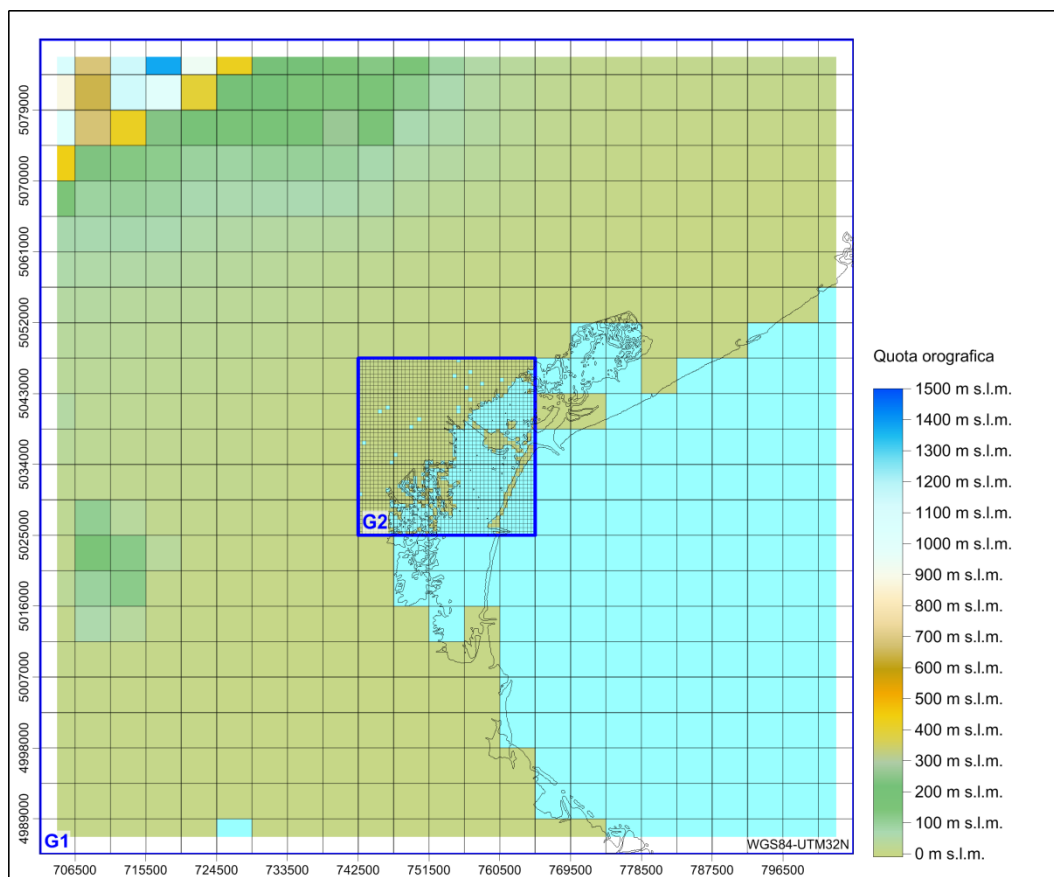 5079000
5070000
5061000
5052000
5043000
5034000
5025000
5016000
5007000
4998000
4989000
G2
G1
WGS84-UTM32N
706500 715500 724500 733500 742500 751500 760500 769500 778500 787500 796500
Quota orografica
1500 m s.l.m.
1400 m s.l.m.
1300 m s.l.m.
1200 m s.l.m.
1100 m s.l.m.
1000 m s.l.m.
900 m s.l.m.
800 m s.l.m.
700 m s.l.m.
600 m s.l.m.
500 m s.l.m.
400 m s.l.m.
300 m s.l.m.
200 m s.l.m.
100 m s.l.m.
0 m s.l.m.